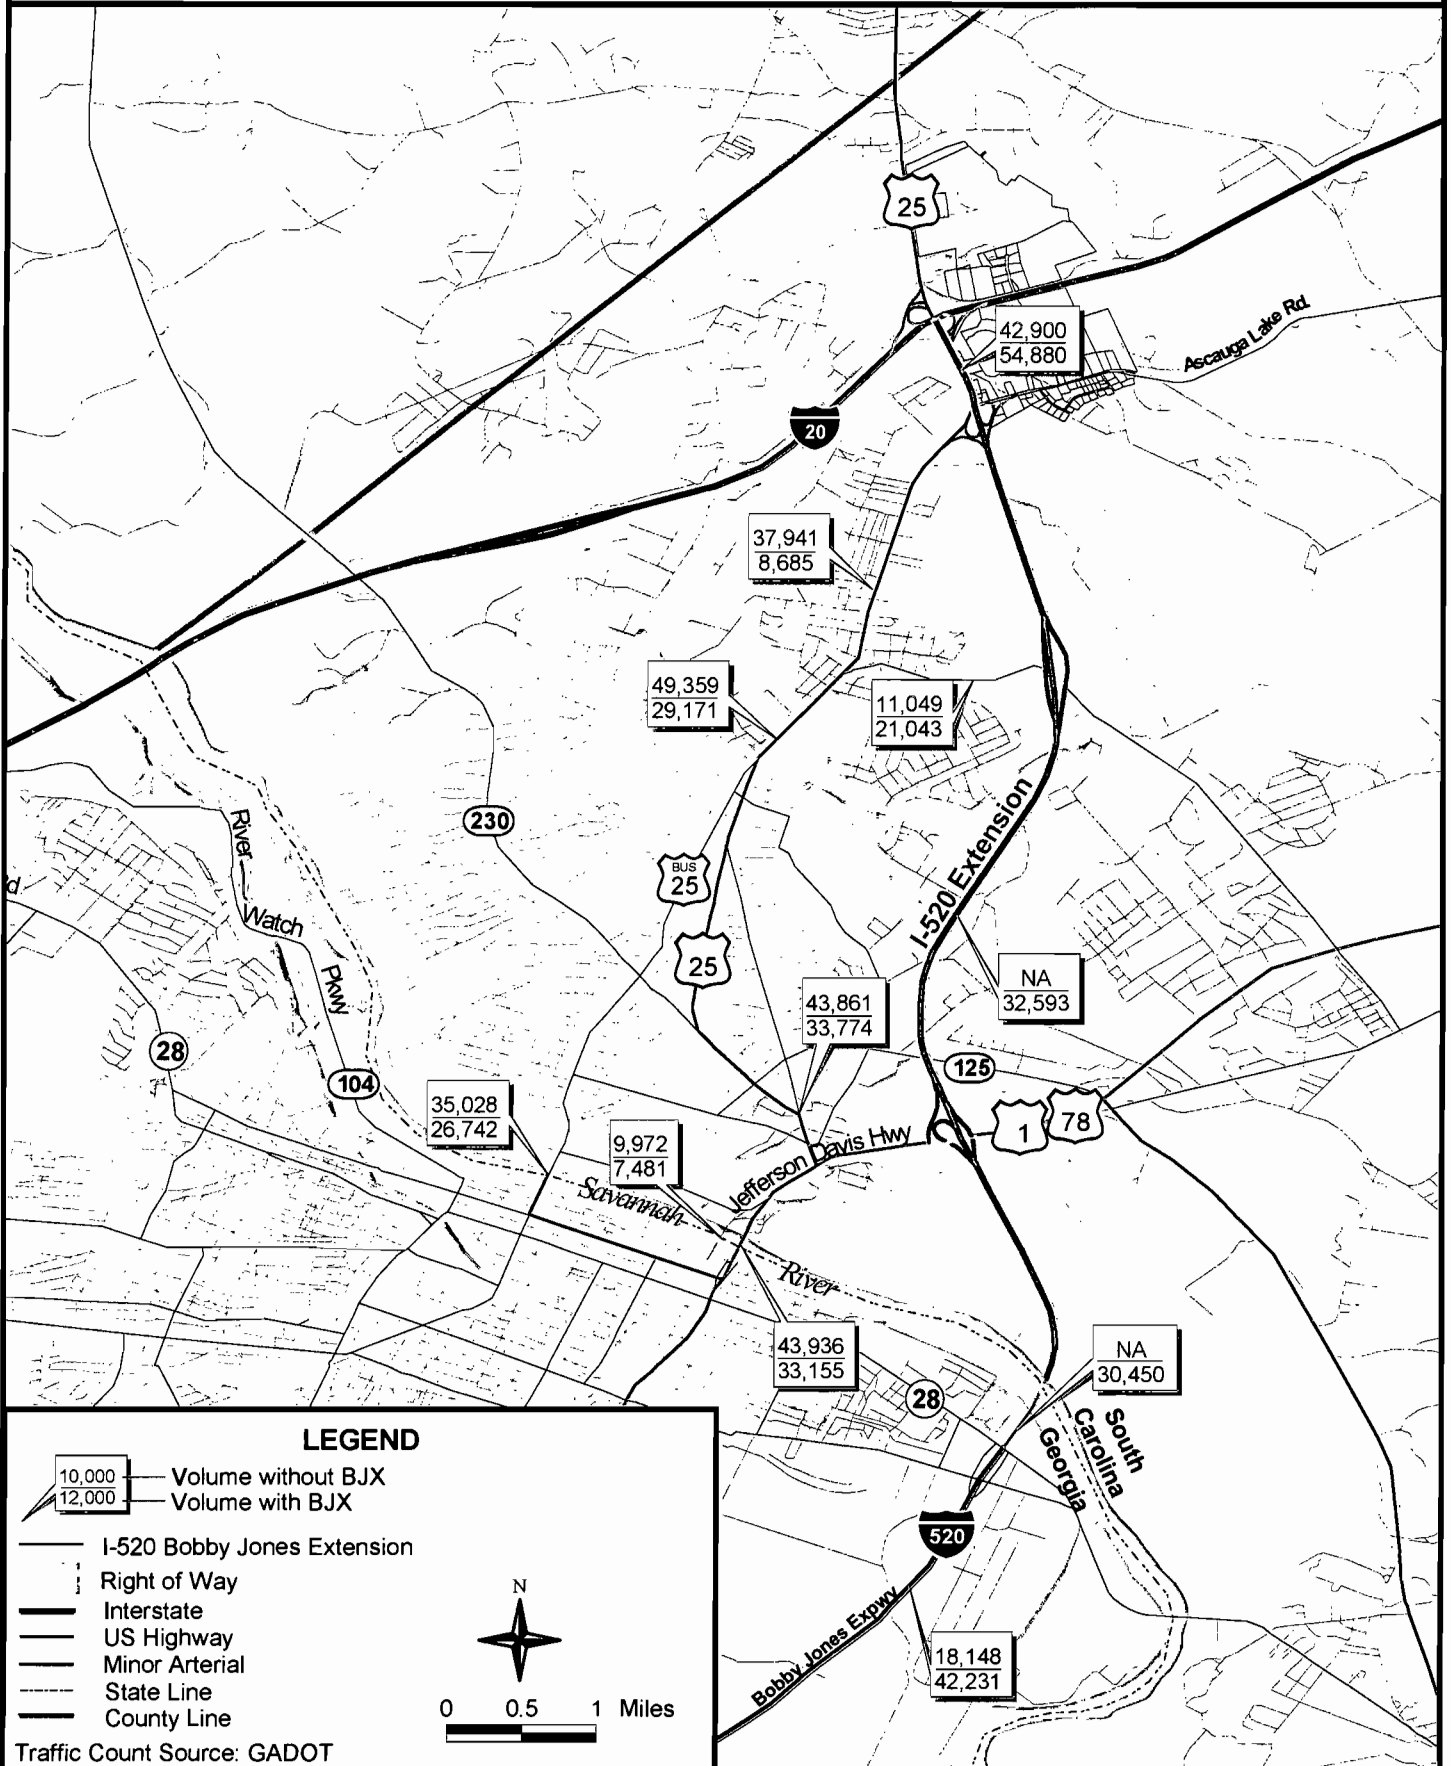 25
42,900
54,880
Ascauga Lake Rd.
20
37,941
8,685
49,359
29,171
11,049
21,043
230
BUS
25
25
I-520 Extension
NA
32,593
River
Watch
Pkwy
d
28
104
43,861
33,774
125
1
78
35,028
26,742
9,972
7,481
Jefferson Davis Hwy
Savannah
River
43,936
33,155
NA
30,450
28
South
Carolina
Georgia
520
Bobby Jones Expwy
18,148
42,231
LEGEND
10,000
12,000
Volume without BJX
Volume with BJX
I-520 Bobby Jones Extension
Right of Way
Interstate
US Highway
Minor Arterial
State Line
County Line
N
0 0.5 1 Miles
Traffic Count Source: GADOT